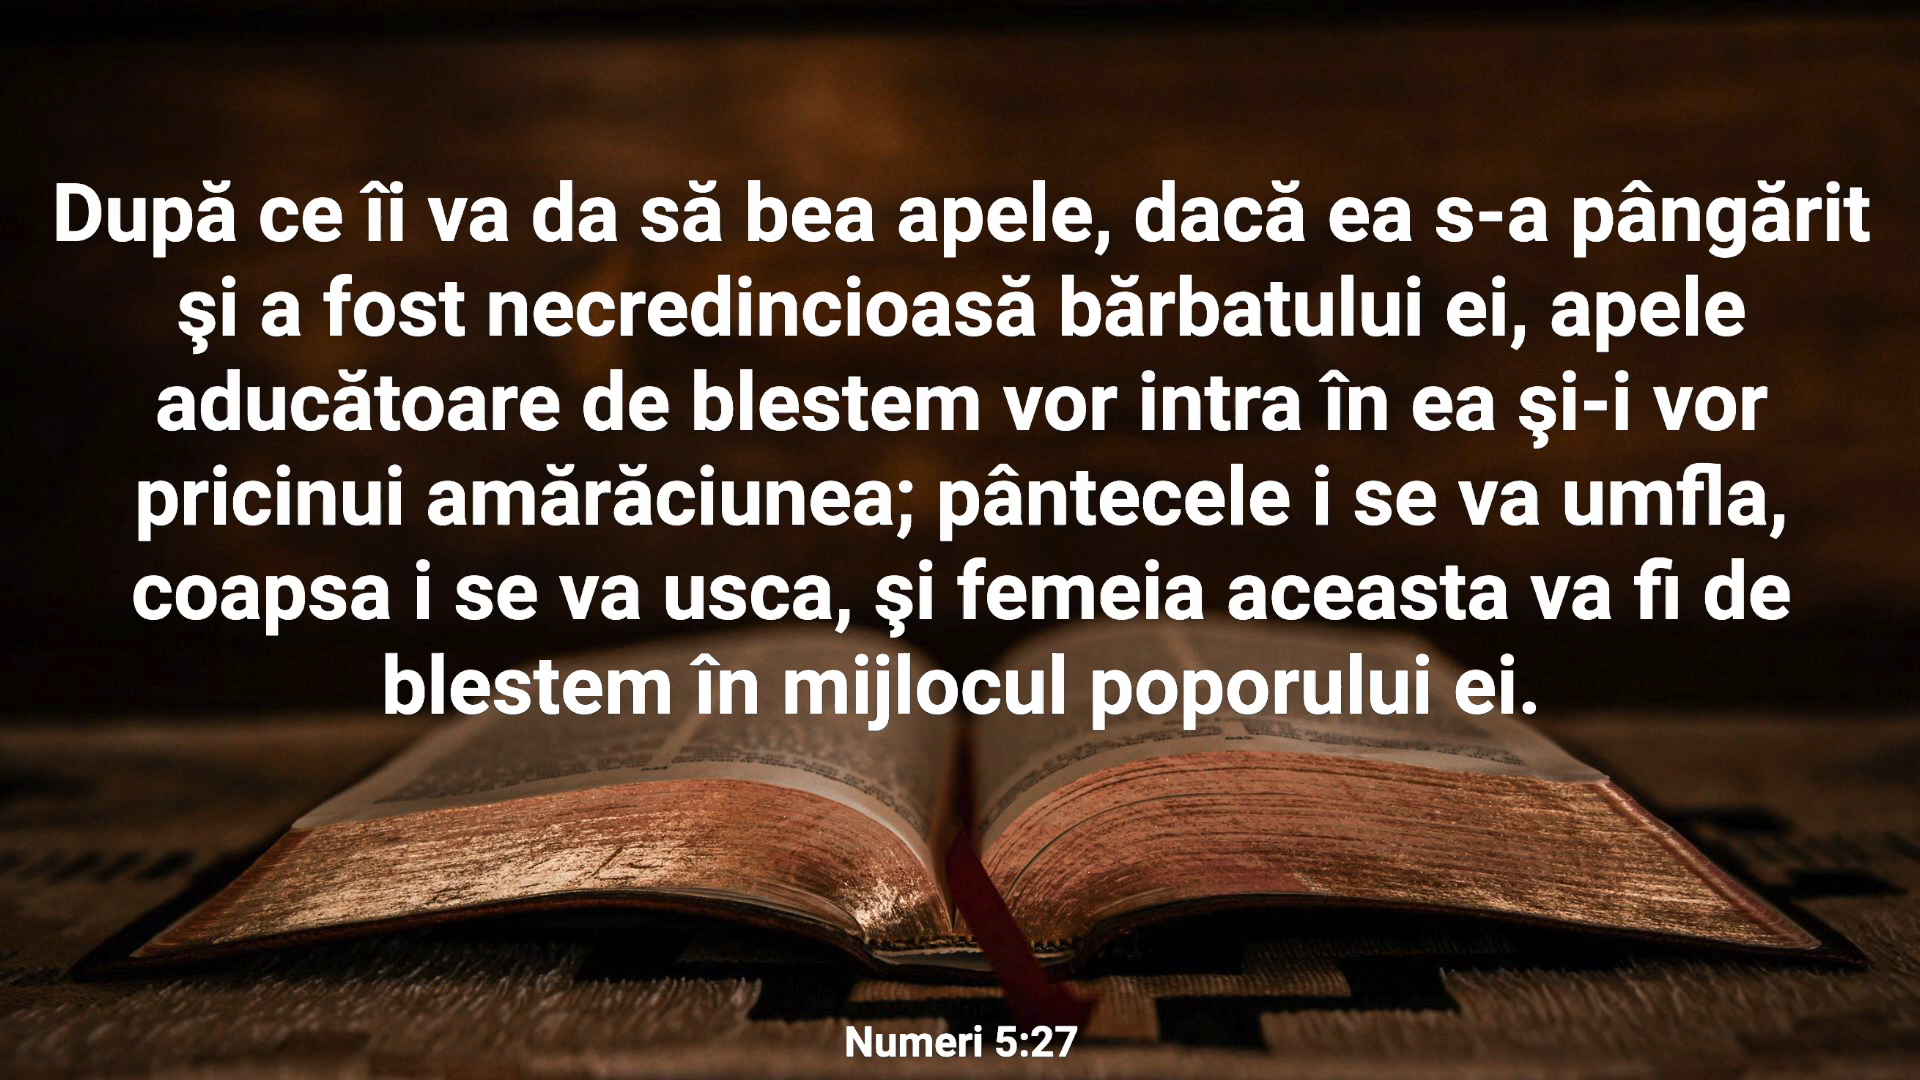 După ce îi va da să bea apele, dacă ea s-a pângărit
şi a fost necredincioasă bărbatului ei, apele
aducătoare de blestem vor intra în ea şi-i vor
pricinui amărăciunea; pântecele i se va umfla,
coapsa i se va usca, şi femeia aceasta va fi de
blestem în mijlocul poporului ei.
Numeri 5:27